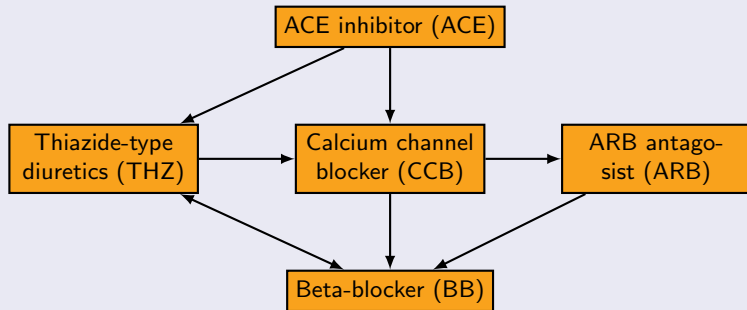 ACE inhibitor (ACE)
Thiazide-type
diuretics (THZ)
Calcium channel
blocker (CCB)
ARB antago-
sist (ARB)
Beta-blocker (BB)